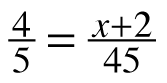 4/5 = x+2/45